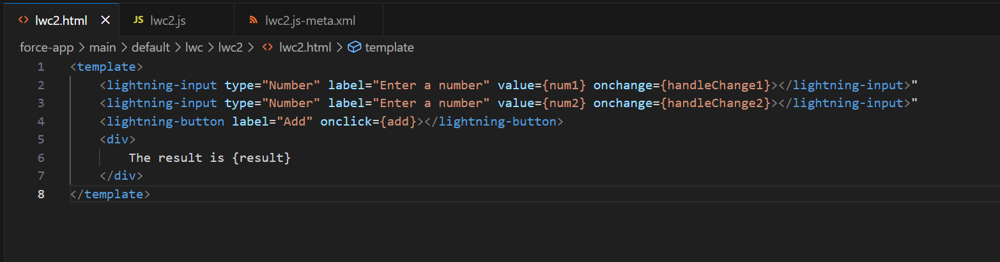 lwc2.html JS lwc2.js lwc2.js-meta.xml
force-app > main > default > lwc > lwc2 > <> lwc2.html > template
1 <template>
2 <lightning-input type="Number" label="Enter a number" value={num1} onchange={handleChange1}></lightning-input>"
3 <lightning-input type="Number" label="Enter a number" value={num2} onchange={handleChange2}></lightning-input>"
4 <lightning-button label="Add" onclick={add}></lightning-button>
5 <div>
6 The result is {result}
7 </div>
8 </template>